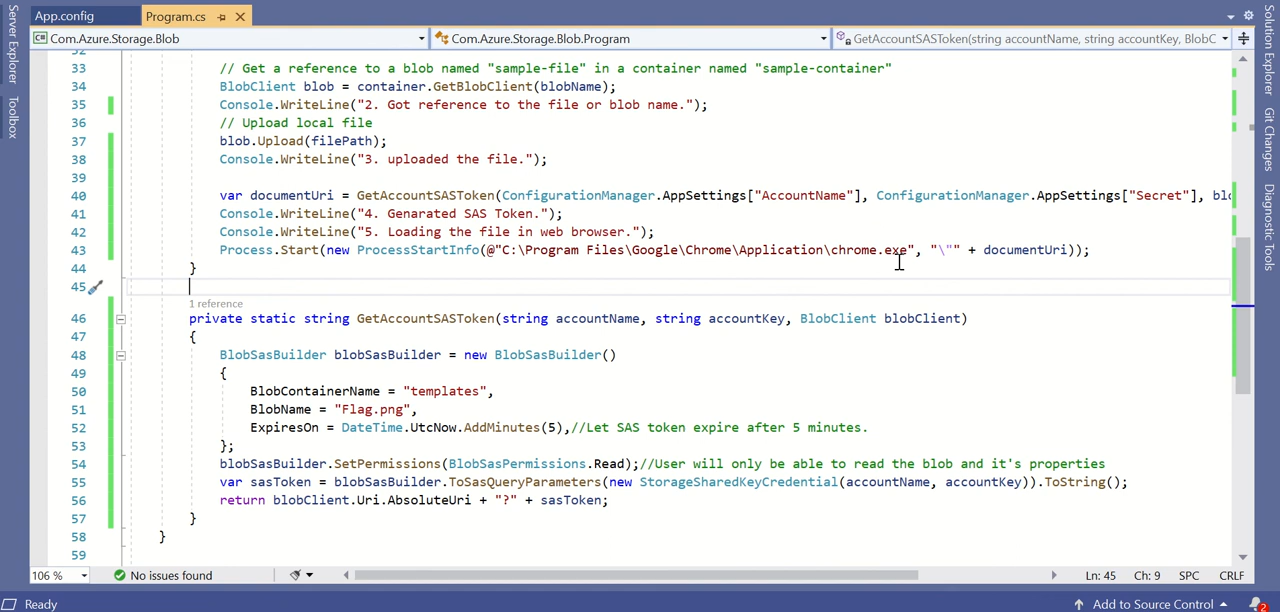 App.config
Program.cs
Com.Azure.Storage.Blob
Com.Azure.Storage.Blob.Program
GetAccountSASToken(string accountName, string accountKey, BlobC
Server Explorer
Toolbox
Solution Explorer
Git Changes
Diagnostic Tools
33 // Get a reference to a blob named "sample-file" in a container named "sample-container"
34 BlobClient blob = container.GetBlobClient(blobName);
35 Console.WriteLine("2. Got reference to the file or blob name.");
36 // Upload local file
37 blob.Upload(filePath);
38 Console.WriteLine("3. uploaded the file.");
39
40 var documentUri = GetAccountSASToken(ConfigurationManager.AppSettings["AccountName"], ConfigurationManager.AppSettings["Secret"], blo
41 Console.WriteLine("4. Genarated SAS Token.");
42 Console.WriteLine("5. Loading the file in web browser.");
43 Process.Start(new ProcessStartInfo(@"C:\Program Files\Google\Chrome\Application\chrome.exe", "\"" + documentUri));
44 }
45
1 reference
46 private static string GetAccountSASToken(string accountName, string accountKey, BlobClient blobClient)
47 {
48 BlobSasBuilder blobSasBuilder = new BlobSasBuilder()
49 {
50 BlobContainerName = "templates",
51 BlobName = "Flag.png",
52 ExpiresOn = DateTime.UtcNow.AddMinutes(5),//Let SAS token expire after 5 minutes.
53 };
54 blobSasBuilder.SetPermissions(BlobSasPermissions.Read);//User will only be able to read the blob and it's properties
55 var sasToken = blobSasBuilder.ToSasQueryParameters(new StorageSharedKeyCredential(accountName, accountKey)).ToString();
56 return blobClient.Uri.AbsoluteUri + "?" + sasToken;
57 }
58 }
59
106 % No issues found Ln: 45 Ch: 9 SPC CRLF
Ready Add to Source Control 2